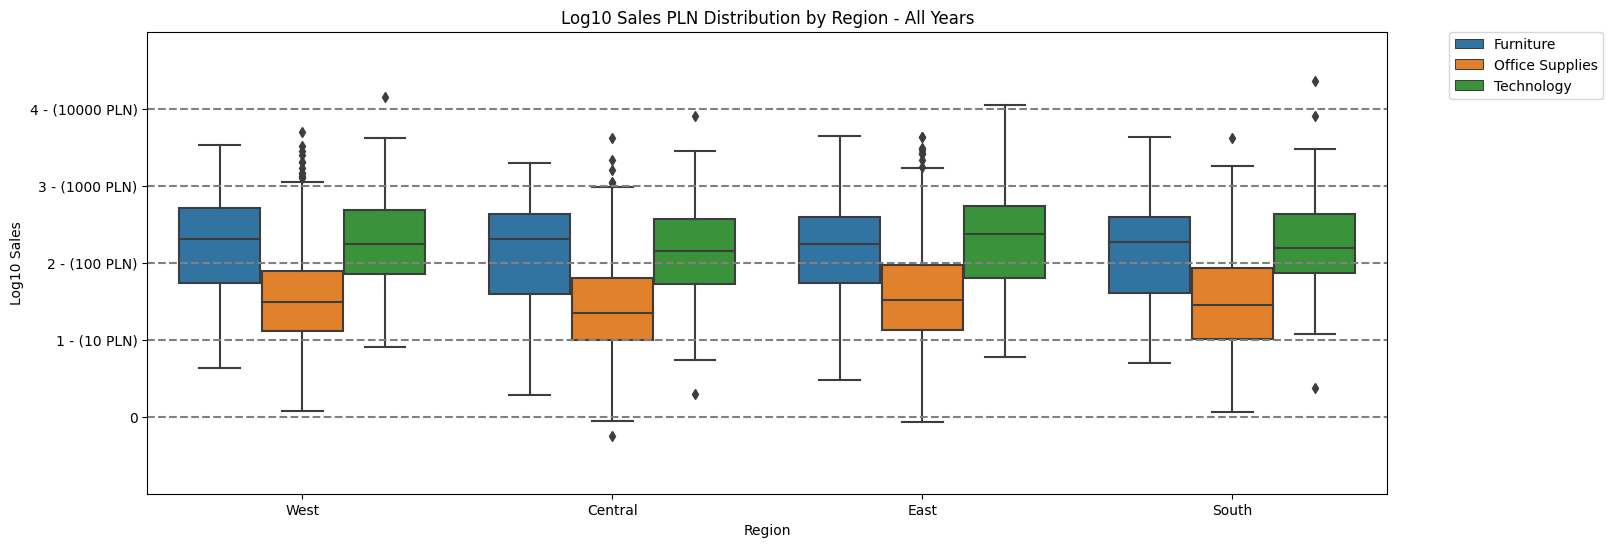 Log10 Sales PLN Distribution by Region - All Years
Furniture
Office Supplies
Technology
Log10 Sales
4 - (10000 PLN)
3 - (1000 PLN)
2 - (100 PLN)
1 - (10 PLN)
0
West
Central
East
South
Region